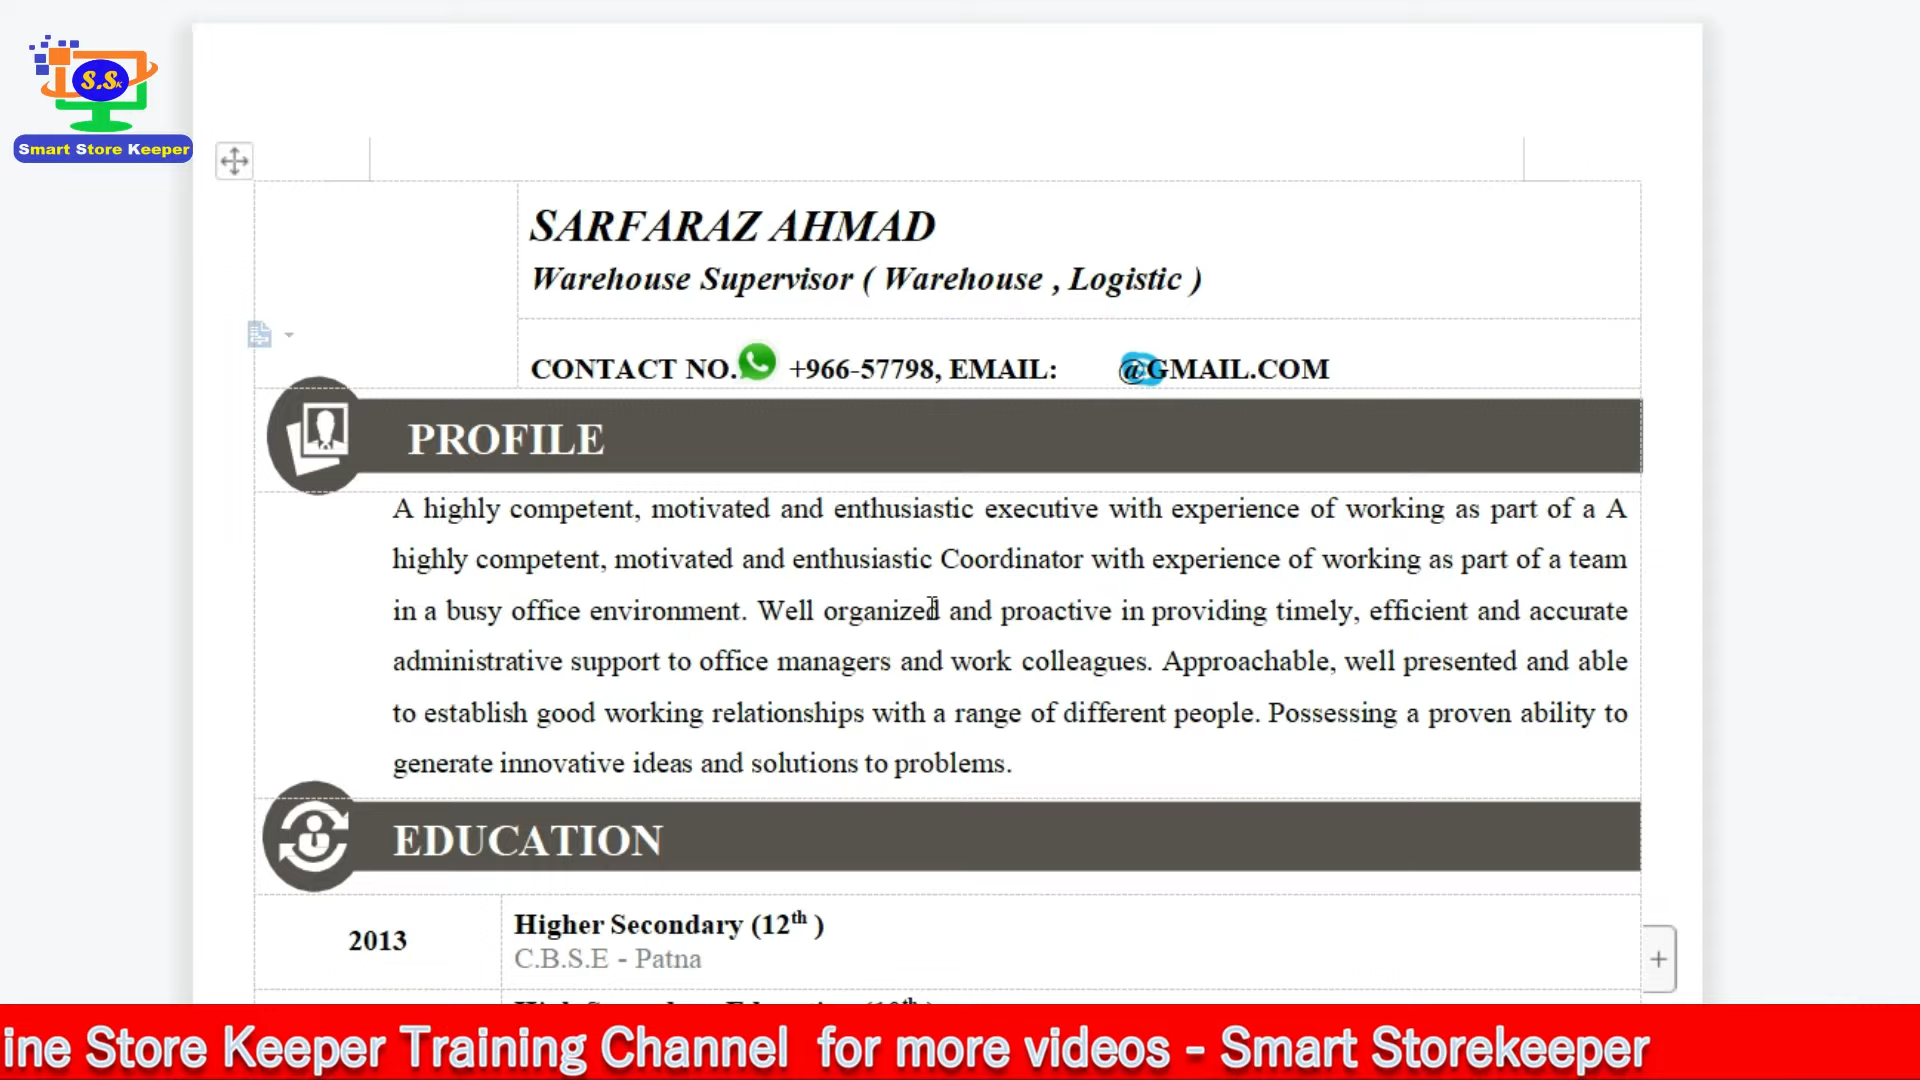 S.S.K
Smart Store Keeper
SARFARAZ AHMAD
Warehouse Supervisor ( Warehouse , Logistic )
CONTACT NO. +966-57798, EMAIL: @GMAIL.COM
PROFILE
A highly competent, motivated and enthusiastic executive with experience of working as part of a A
highly competent, motivated and enthusiastic Coordinator with experience of working as part of a team
in a busy office environment. Well organized and proactive in providing timely, efficient and accurate
administrative support to office managers and work colleagues. Approachable, well presented and able
to establish good working relationships with a range of different people. Possessing a proven ability to
generate innovative ideas and solutions to problems.
EDUCATION
2013
Higher Secondary (12th )
C.B.S.E - Patna
ine Store Keeper Training Channel for more videos - Smart Storekeeper